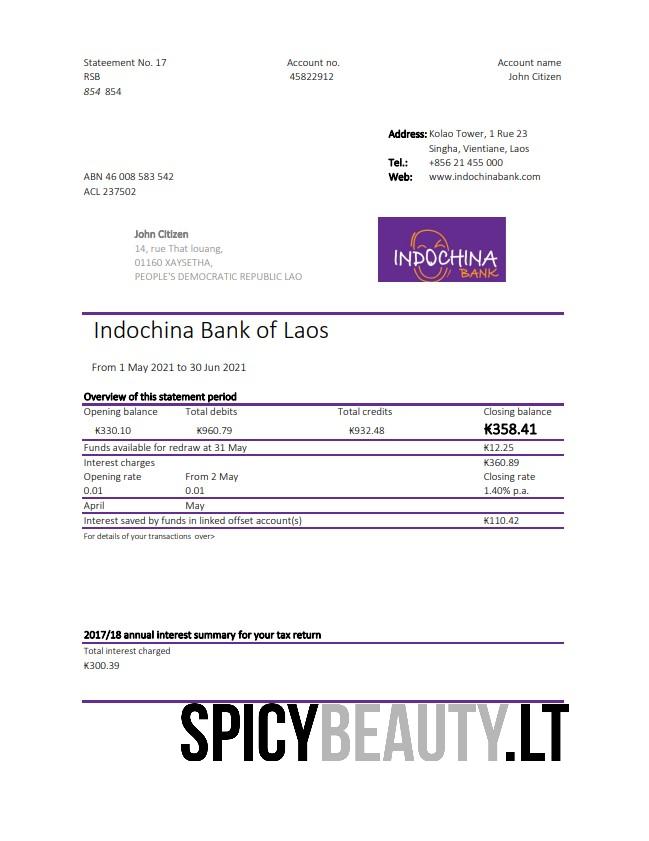 Stateement No. 17 Account no. Account name
RSB 45822912 John Citizen
854 854
Address: Kolao Tower, 1 Rue 23
Singha, Vientiane, Laos
Tel.: +856 21 455 000
ABN 46 008 583 542 Web: www.indochinabank.com
ACL 237502
John Citizen
14, rue That louang,
01160 XAYSETHA,
PEOPLE'S DEMOCRATIC REPUBLIC LAO
INDOCHINA
BANK
Indochina Bank of Laos
From 1 May 2021 to 30 Jun 2021
Overview of this statement period
Opening balance Total debits Total credits Closing balance
₭330.10 ₭960.79 ₭932.48 ₭358.41
Funds available for redraw at 31 May ₭12.25
Interest charges ₭360.89
Opening rate From 2 May Closing rate
0.01 0.01 1.40% p.a.
April May
Interest saved by funds in linked offset account(s) ₭110.42
For details of your transactions over>
2017/18 annual interest summary for your tax return
Total interest charged
₭300.39
SPICYBEAUTY.LT